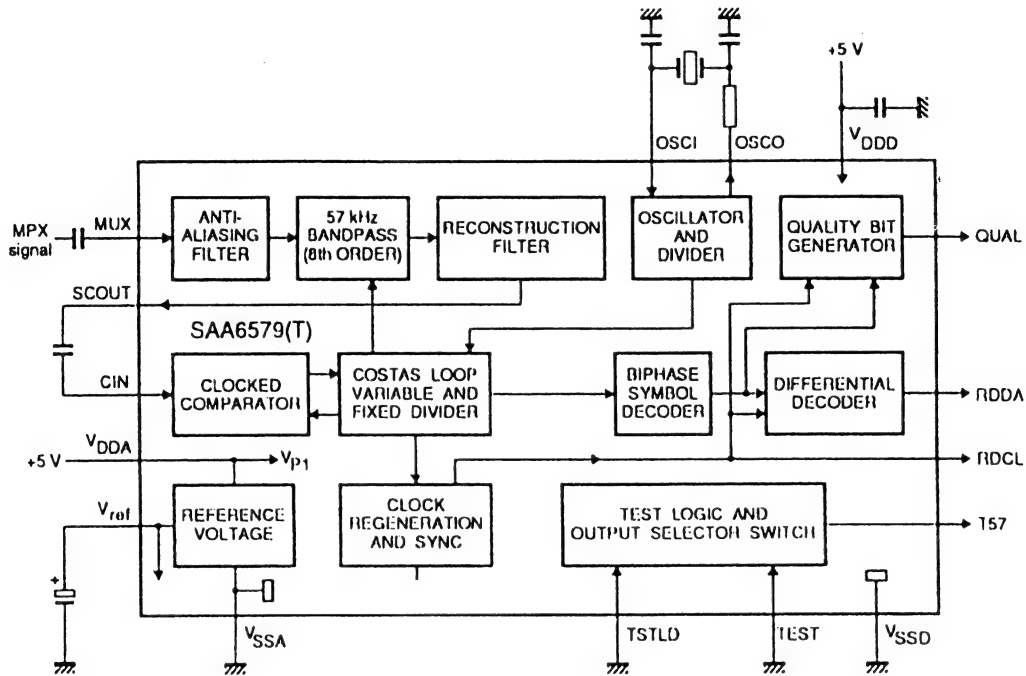 +5 V
OSCI
OSCO
VDDD
MPX
signal
MUX
ANTI-
ALIASING
FILTER
57 kHz
BANDPASS
(8th ORDER)
RECONSTRUCTION
FILTER
OSCILLATOR
AND
DIVIDER
QUALITY BIT
GENERATOR
QUAL
SCOUT
SAA6579(T)
CIN
CLOCKED
COMPARATOR
COSTAS LOOP
VARIABLE AND
FIXED DIVIDER
BIPHASE
SYMBOL
DECODER
DIFFERENTIAL
DECODER
RDDA
VDDA
+5 V
VP1
RDCL
Vref
REFERENCE
VOLTAGE
CLOCK
REGENERATION
AND SYNC
TEST LOGIC AND
OUTPUT SELECTOR SWITCH
T57
+
VSSA
TSTLD
TEST
VSSD